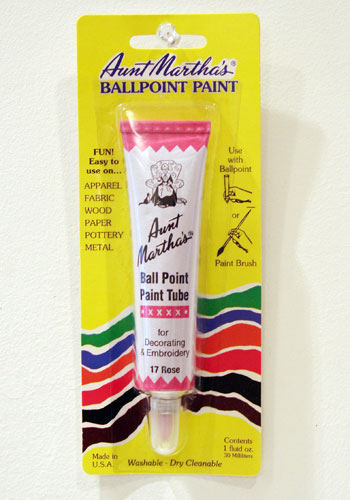 Aunt Martha's®
BALLPOINT PAINT
FUN!
Easy to
use on...
APPAREL
FABRIC
WOOD
PAPER
POTTERY
METAL
Use
with
Ballpoint
or
Paint Brush
Aunt
Martha's®
Ball Point
Paint Tube
XXXX
for
Decorating
& Embroidery
17 Rose
Made in
U.S.A.
Washable - Dry Cleanable
Contents
1 fluid oz.
30 Milliliters